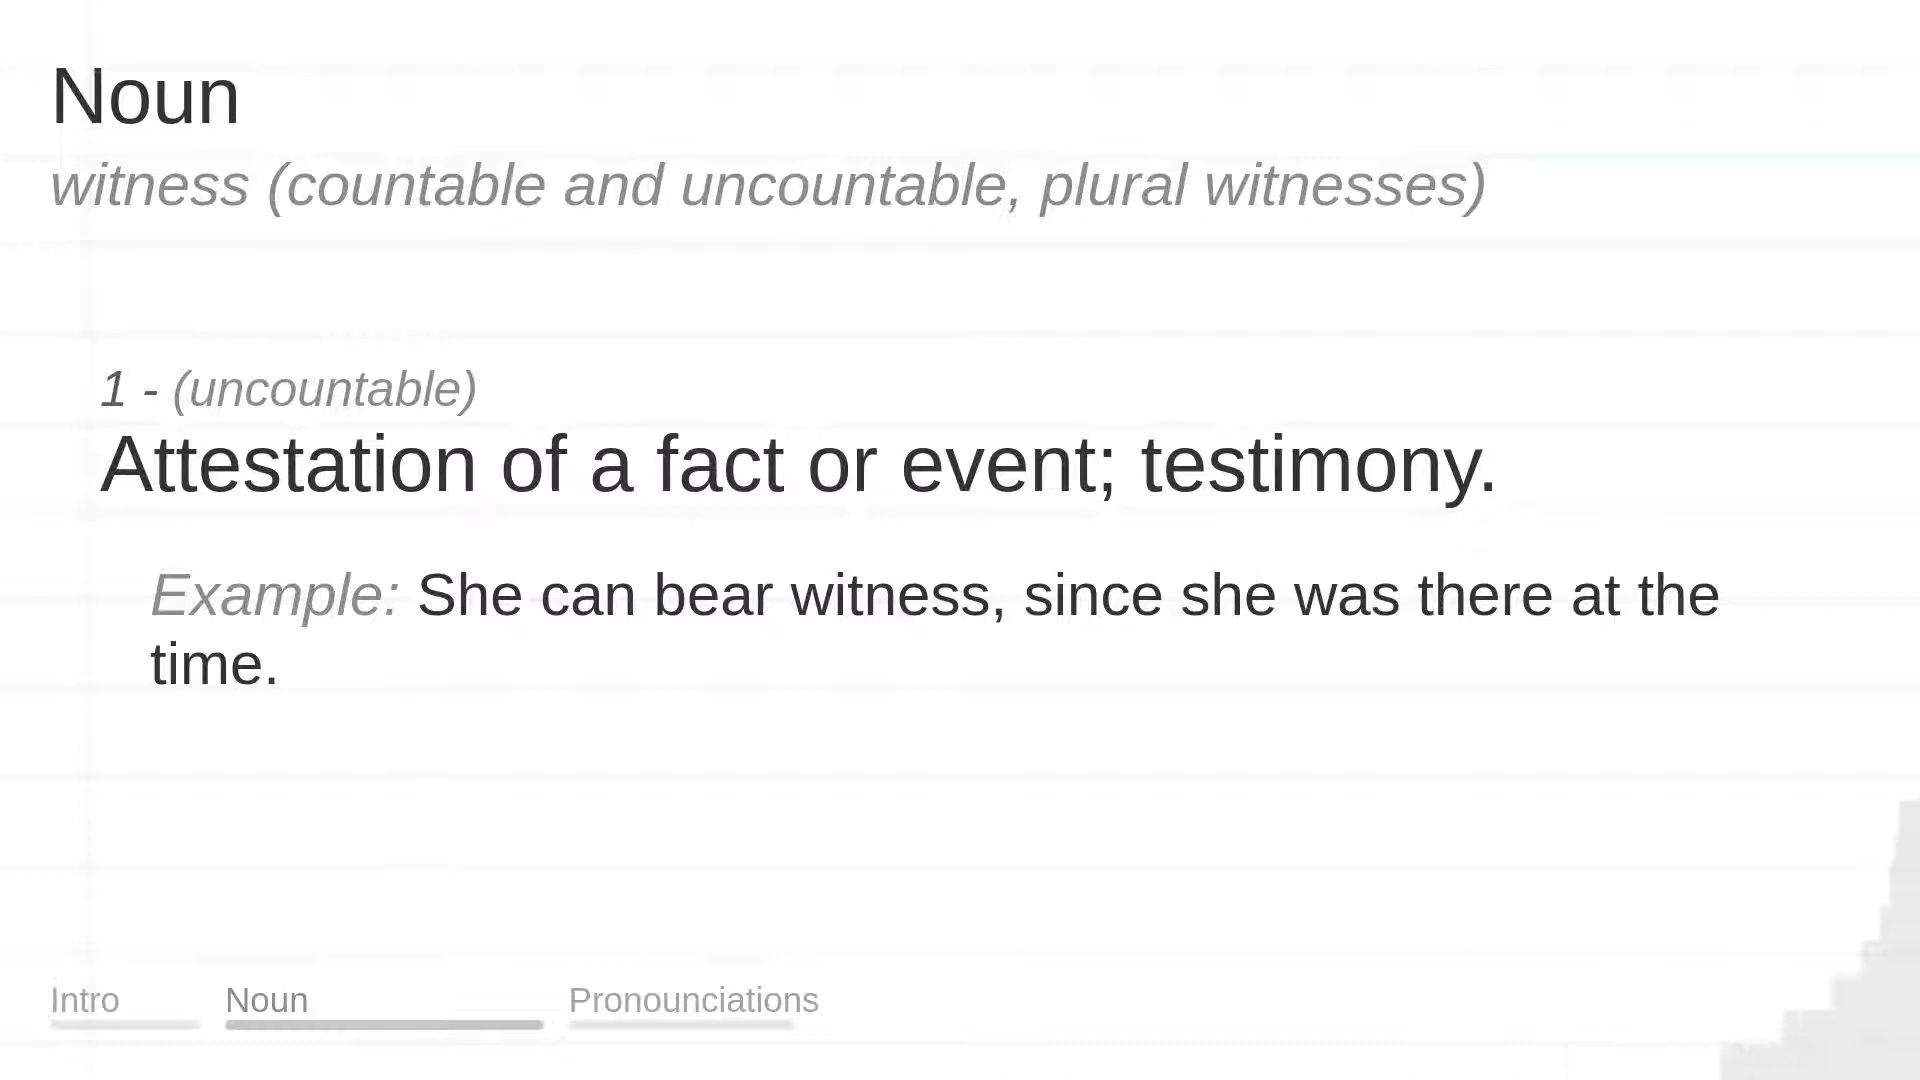 Noun
witness (countable and uncountable, plural witnesses)
1 - (uncountable)
Attestation of a fact or event; testimony.
Example: She can bear witness, since she was there at the
time.
Intro Noun Pronounciations